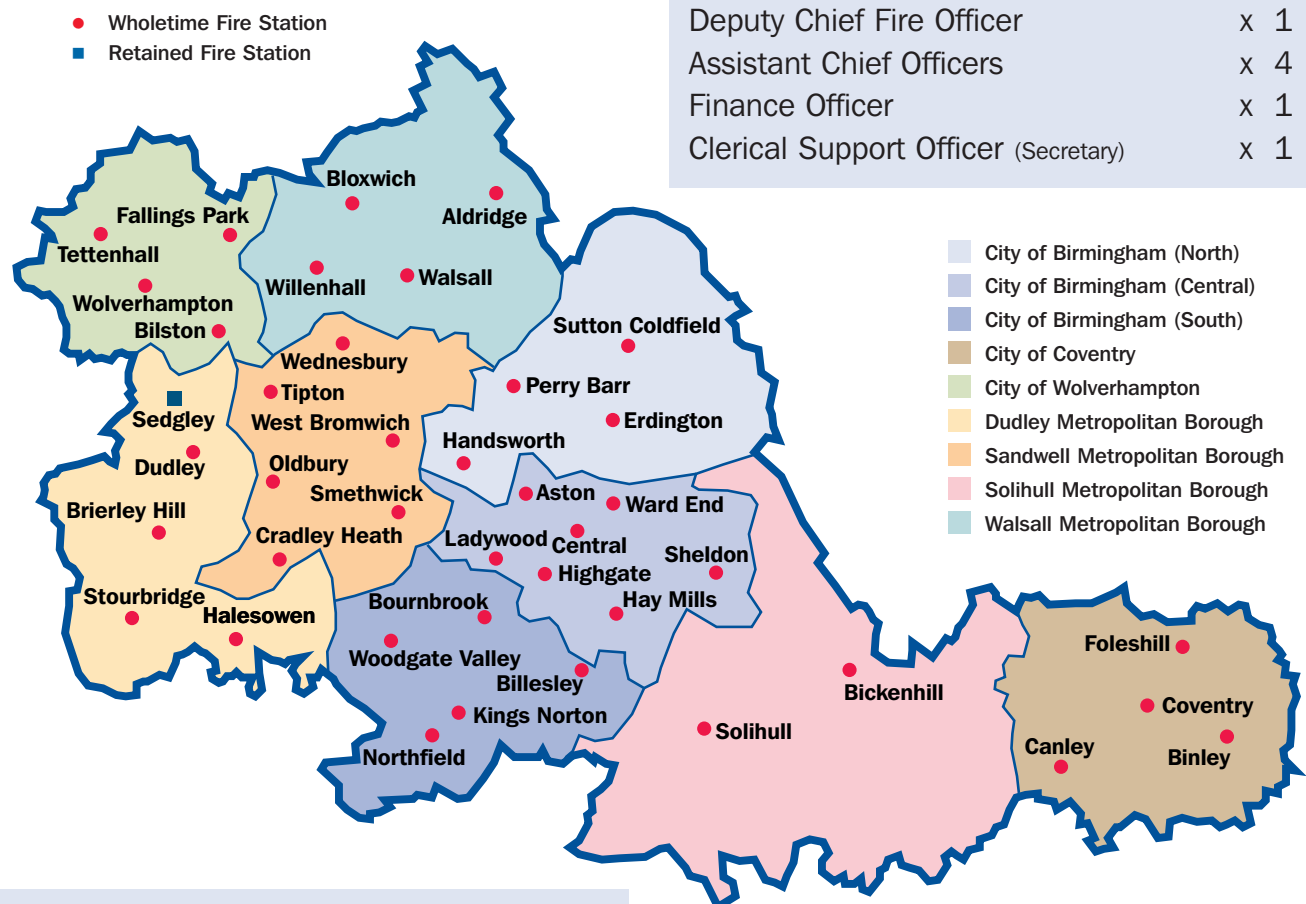 Wholetime Fire Station
Retained Fire Station
Deputy Chief Fire Officer x 1
Assistant Chief Officers x 4
Finance Officer x 1
Clerical Support Officer (Secretary) x 1
Bloxwich
Aldridge
Fallings Park
Tettenhall
Willenhall
Walsall
Wolverhampton
Bilston
City of Birmingham (North)
City of Birmingham (Central)
City of Birmingham (South)
City of Coventry
City of Wolverhampton
Dudley Metropolitan Borough
Sandwell Metropolitan Borough
Solihull Metropolitan Borough
Walsall Metropolitan Borough
Sutton Coldfield
Wednesbury
Perry Barr
Tipton
Sedgley
West Bromwich
Erdington
Handsworth
Dudley
Oldbury
Smethwick
Aston
Ward End
Brierley Hill
Cradley Heath
Ladywood
Central
Sheldon
Highgate
Stourbridge
Halesowen
Bournbrook
Hay Mills
Woodgate Valley
Billesley
Foleshill
Bickenhill
Kings Norton
Solihull
Coventry
Northfield
Canley
Binley